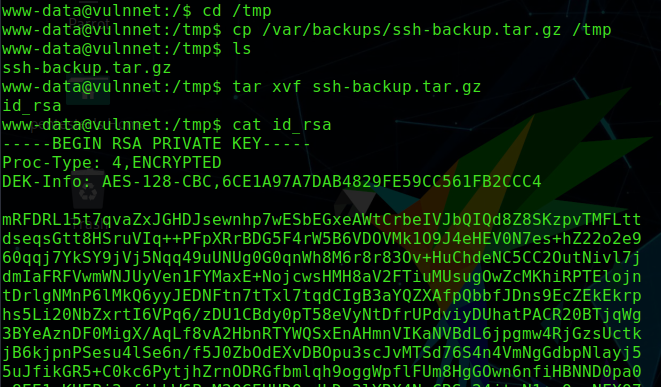 www-data@vulnnet:/$ cd /tmp
www-data@vulnnet:/tmp$ cp /var/backups/ssh-backup.tar.gz /tmp
www-data@vulnnet:/tmp$ ls
ssh-backup.tar.gz
www-data@vulnnet:/tmp$ tar xvf ssh-backup.tar.gz
id_rsa
www-data@vulnnet:/tmp$ cat id_rsa
-----BEGIN RSA PRIVATE KEY-----
Proc-Type: 4,ENCRYPTED
DEK-Info: AES-128-CBC,6CE1A97A7DAB4829FE59CC561FB2CCC4
mRFDRL15t7qvaZxJGHDJsewnhp7wESbEGxeAWtCrbeIVJbQIQd8Z8SKzpvTMFLtt
dseqsGtt8HSruVIq++PFpXRrBDG5F4rW5B6VDOVMk1O9J4eHEV0N7es+hZ22o2e9
60qqj7YkSY9jVj5Nqq49uUNUg0G0qnWh8M6r8r83Ov+HuChdeNC5CC2OutNivl7j
dmIaFRFVwmWNJUyVen1FYMaxE+NojcwsHMH8aV2FTiuMUsugOwZcMKhiRPTElojn
tDrlgNMnP6lMkQ6yyJEDNFtn7tTxl7tqdCIgB3aYQZXAfpQbbfJDns9EcZEkEkrp
hs5Li20NbZxrtI6VPq6/zDU1CBdy0pT58eVyNtDfrUPdviyDUhatPACR20BTjqWg
3BYeAznDF0MigX/AqLf8vA2HbnRTYWQSxEnAHmnVIKaNVBdL6jpgmw4RjGzsUctk
jB6kjpnPSesu4lSe6n/f5J0ZbOdEXvDBOpu3scJvMTSd76S4n4VmNgGdbpNlayj5
5uJfikGR5+C0kc6PytjhZrnODRGfbmlqh9oggWpflFUm8HgGOwn6nfiHBNND0pa0